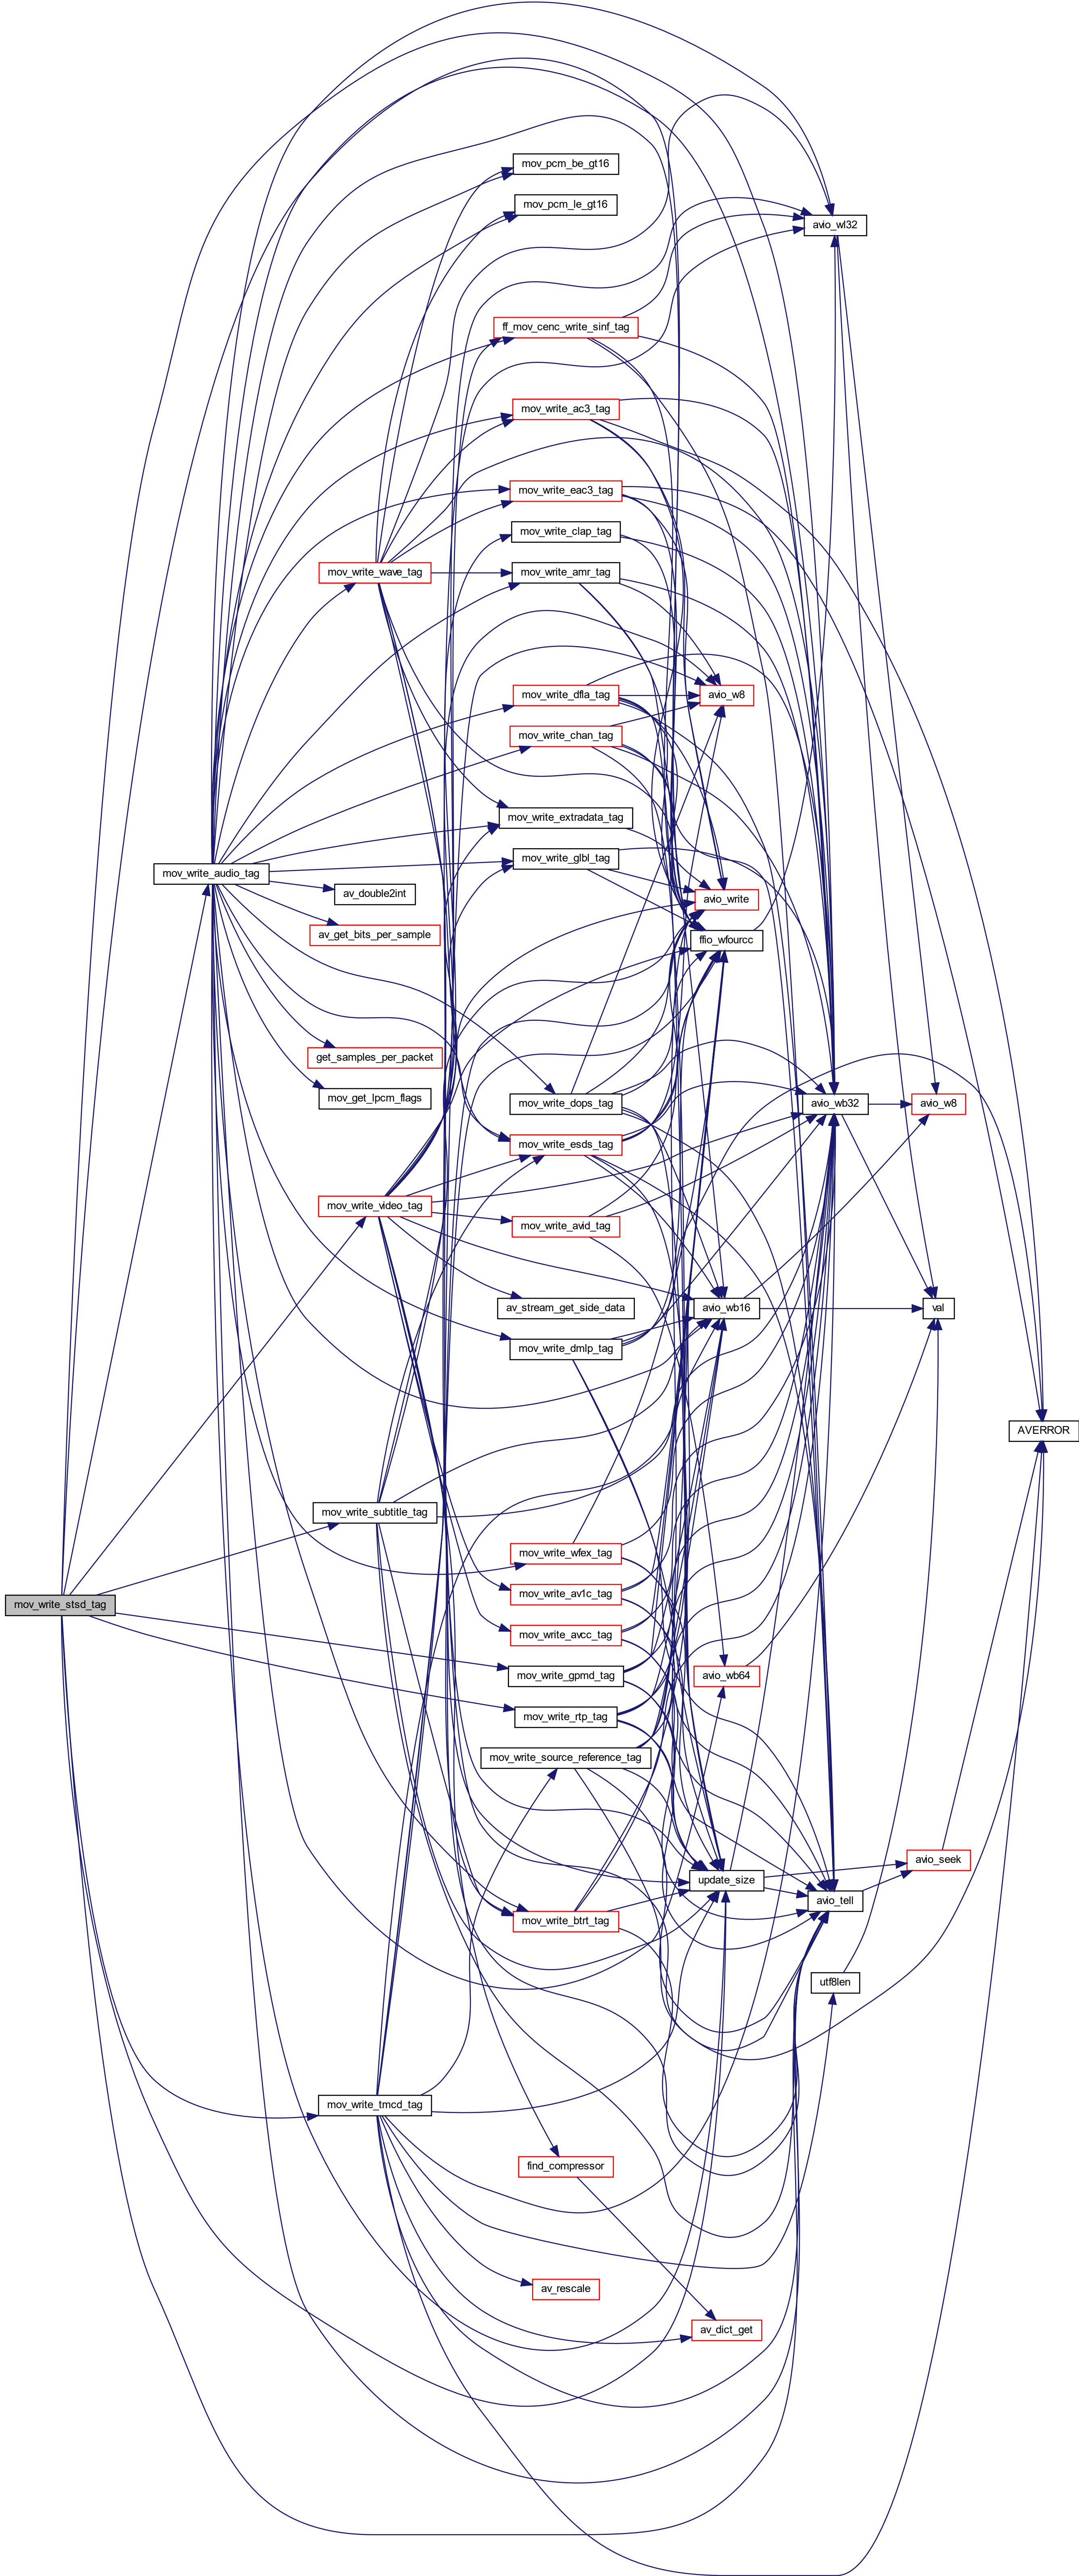 mov_pcm_be_gt16
mov_pcm_le_gt16
avio_wl32
ff_mov_cenc_write_sinf_tag
mov_write_ac3_tag
mov_write_eac3_tag
mov_write_clap_tag
mov_write_wave_tag
mov_write_amr_tag
mov_write_dfla_tag
avio_w8
mov_write_chan_tag
mov_write_extradata_tag
mov_write_glbl_tag
mov_write_audio_tag
av_double2int
avio_write
av_get_bits_per_sample
ffio_wfourcc
get_samples_per_packet
mov_get_lpcm_flags
mov_write_dops_tag
avio_wb32
avio_w8
mov_write_esds_tag
mov_write_video_tag
mov_write_avid_tag
av_stream_get_side_data
avio_wb16
val
mov_write_dmlp_tag
AVERROR
mov_write_subtitle_tag
mov_write_wfex_tag
mov_write_av1c_tag
mov_write_stsd_tag
mov_write_avcc_tag
mov_write_gpmd_tag
avio_wb64
mov_write_rtp_tag
mov_write_source_reference_tag
avio_seek
update_size
avio_tell
mov_write_btrt_tag
utf8len
mov_write_tmcd_tag
find_compressor
av_rescale
av_dict_get